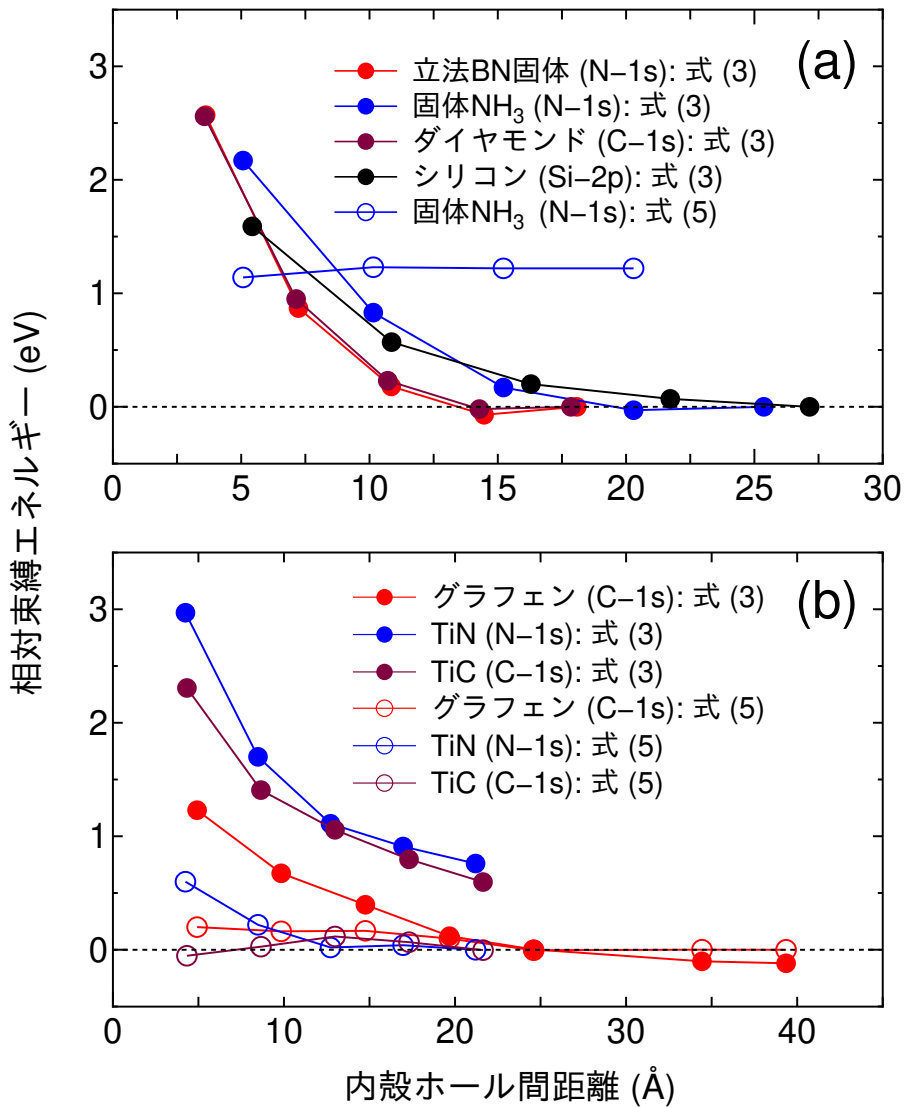 相対束縛エネルギー (eV)
(a)
立法BN固体 (N−1s): 式 (3)
固体NH₃ (N−1s): 式 (3)
ダイヤモンド (C−1s): 式 (3)
シリコン (Si−2p): 式 (3)
固体NH₃ (N−1s): 式 (5)
3
2
1
0
0 5 10 15 20 25 30
(b)
グラフェン (C−1s): 式 (3)
TiN (N−1s): 式 (3)
TiC (C−1s): 式 (3)
グラフェン (C−1s): 式 (5)
TiN (N−1s): 式 (5)
TiC (C−1s): 式 (5)
3
2
1
0
0 10 20 30 40
内殻ホール間距離 (Å)